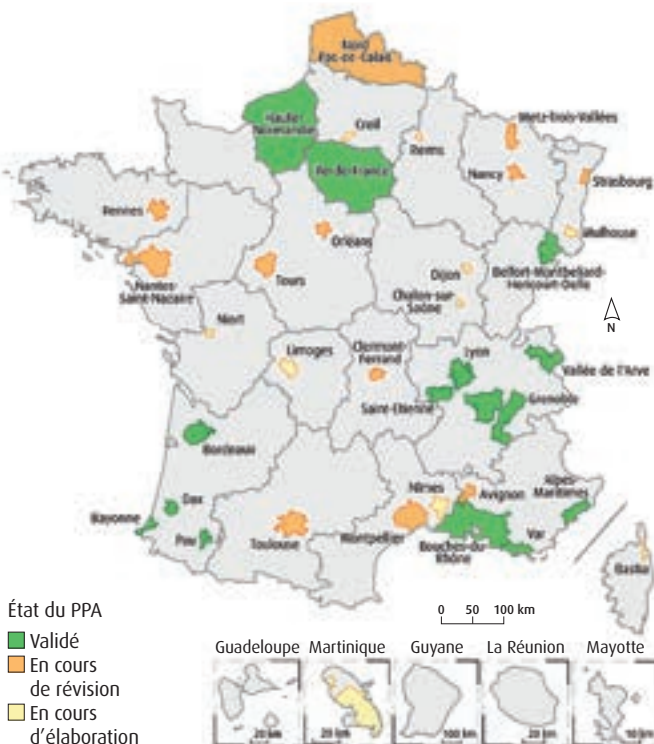 Nord
Pas-de-Calais
Haute-
Normandie
Creil
Reims
Metz-Trois-Vallées
Île-de-France
Nancy
Strasbourg
Rennes
Orléans
Mulhouse
Nantes-
Saint-Nazaire
Tours
Dijon
Chalon-sur-
Saône
Belfort-Montbéliard-
Héricourt-Delle
N
Niort
Limoges
Clermont-
Ferrand
Lyon
Vallée de l'Arve
Saint-Etienne
Grenoble
Bordeaux
Dax
Bayonne
Pau
Toulouse
Nîmes
Avignon
Alpes-
Maritimes
Montpellier
Bouches-du-
Rhône
Var
Bastia
État du PPA
Validé
En cours
de révision
En cours
d'élaboration
0 50 100 km
Guadeloupe Martinique Guyane La Réunion Mayotte
20 km 20 km 100 km 20 km 10 km